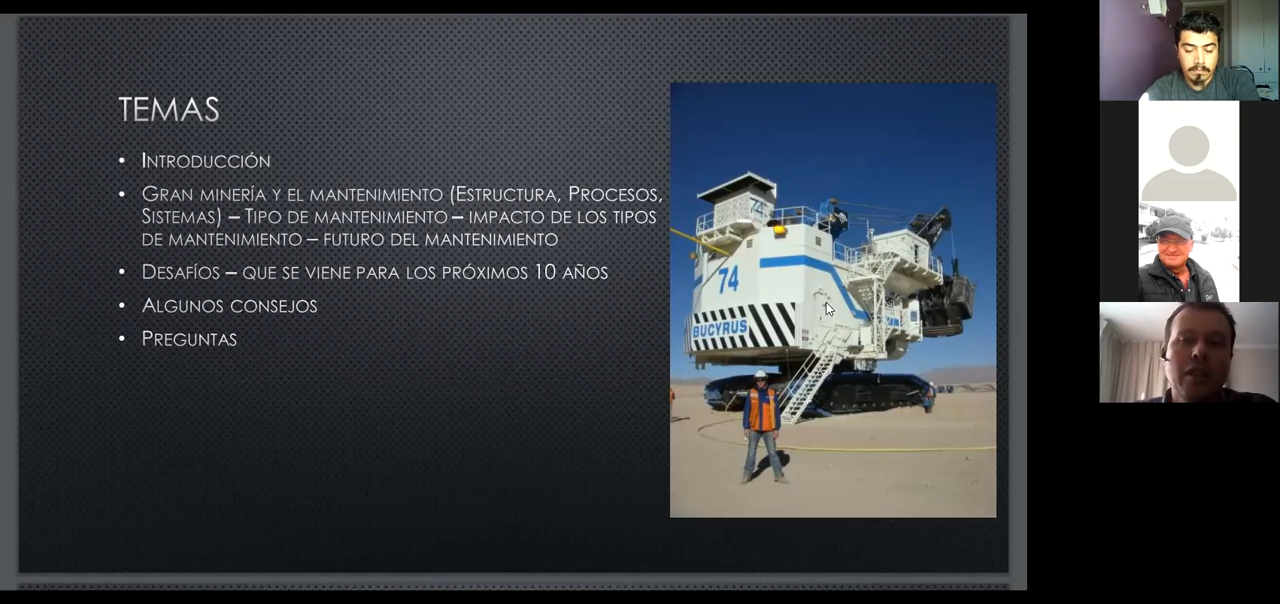 TEMAS
• INTRODUCCIÓN
• GRAN MINERÍA Y EL MANTENIMIENTO (ESTRUCTURA, PROCESOS,
SISTEMAS) – TIPO DE MANTENIMIENTO – IMPACTO DE LOS TIPOS
DE MANTENIMIENTO – FUTURO DEL MANTENIMIENTO
• DESAFÍOS – QUE SE VIENE PARA LOS PRÓXIMOS 10 AÑOS
• ALGUNOS CONSEJOS
• PREGUNTAS
74
74
BUCYRUS